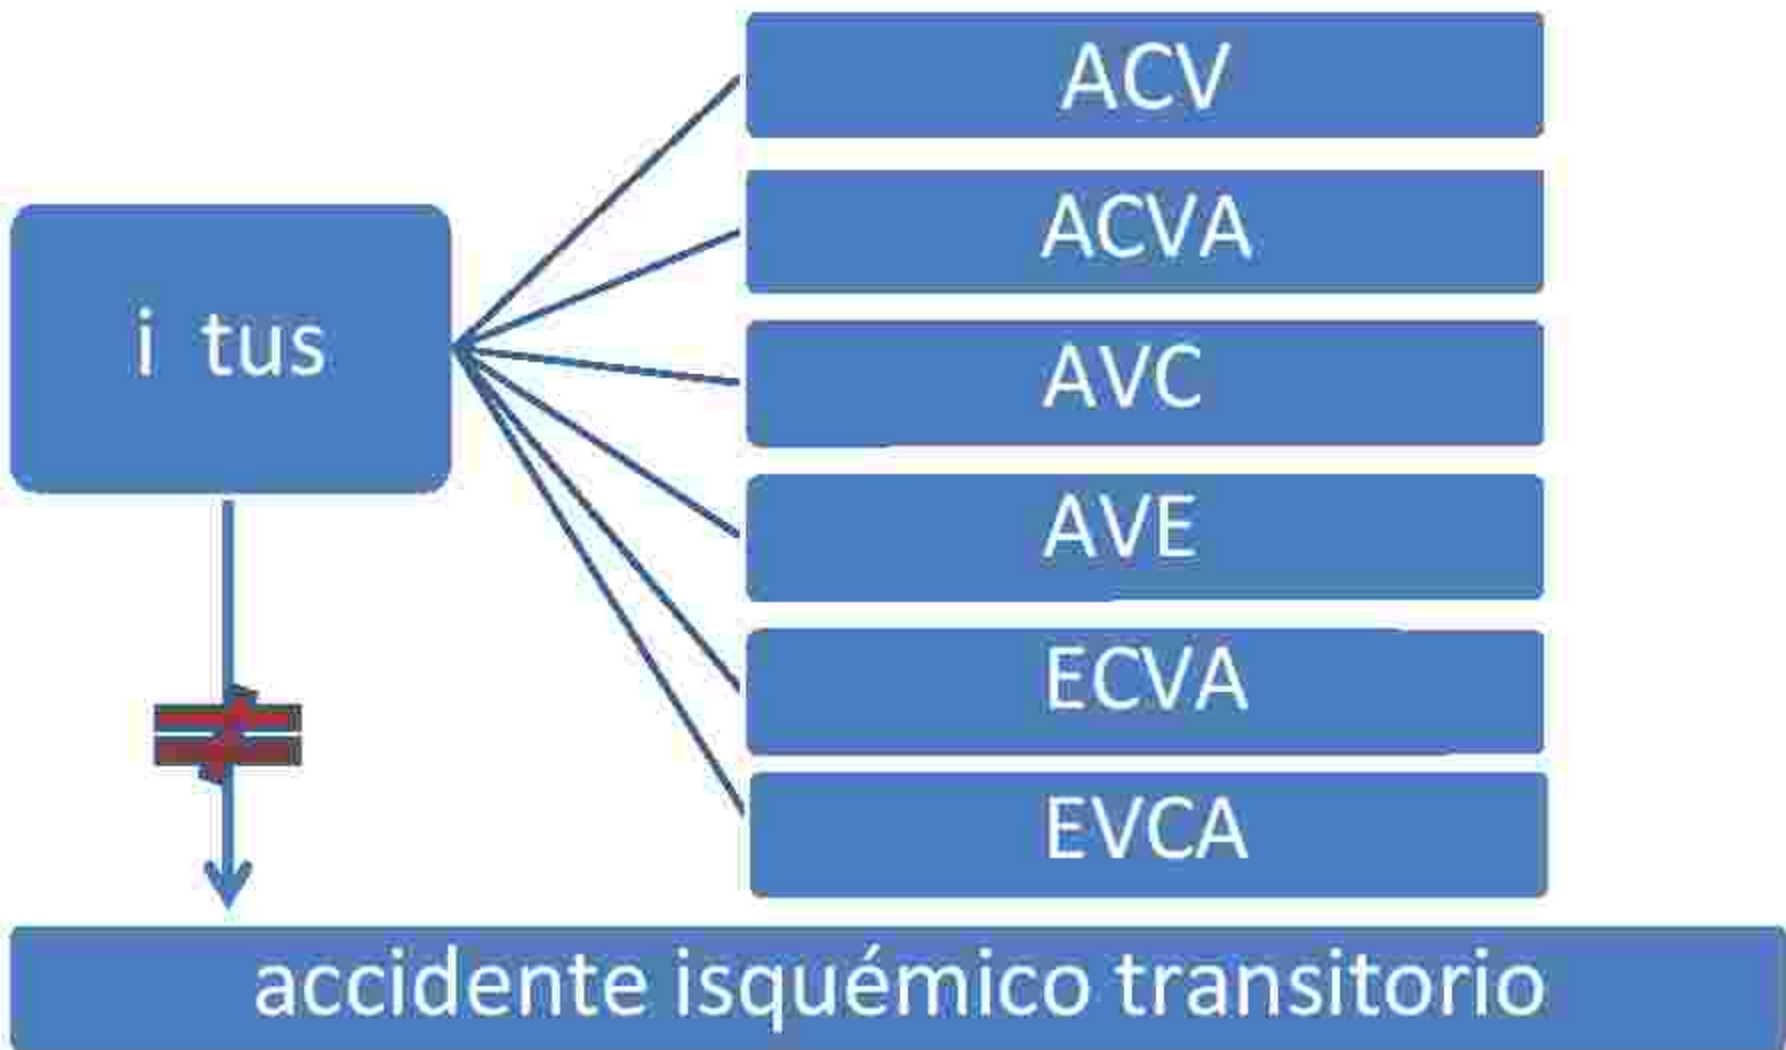 ACV
ACVA
i tus
AVC
AVE
ECVA
EVCA
accidente isquémico transitorio